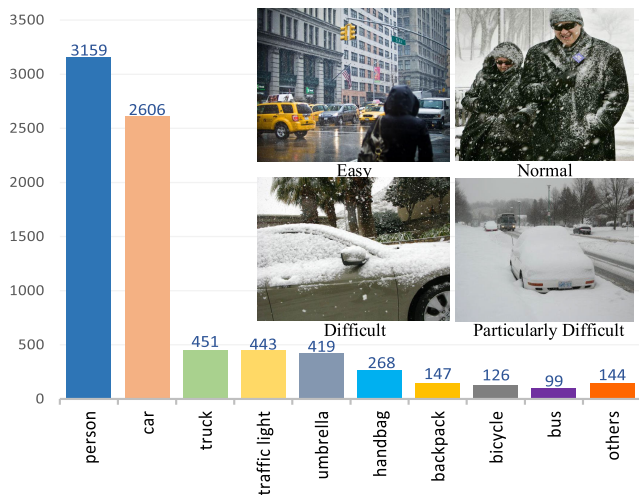 3500
3000
2500
2000
1500
1000
500
0
3159
2606
451
443
419
268
147
126
99
144
Easy
Normal
Difficult
Particularly Difficult
person
car
truck
traffic light
umbrella
handbag
backpack
bicycle
bus
others